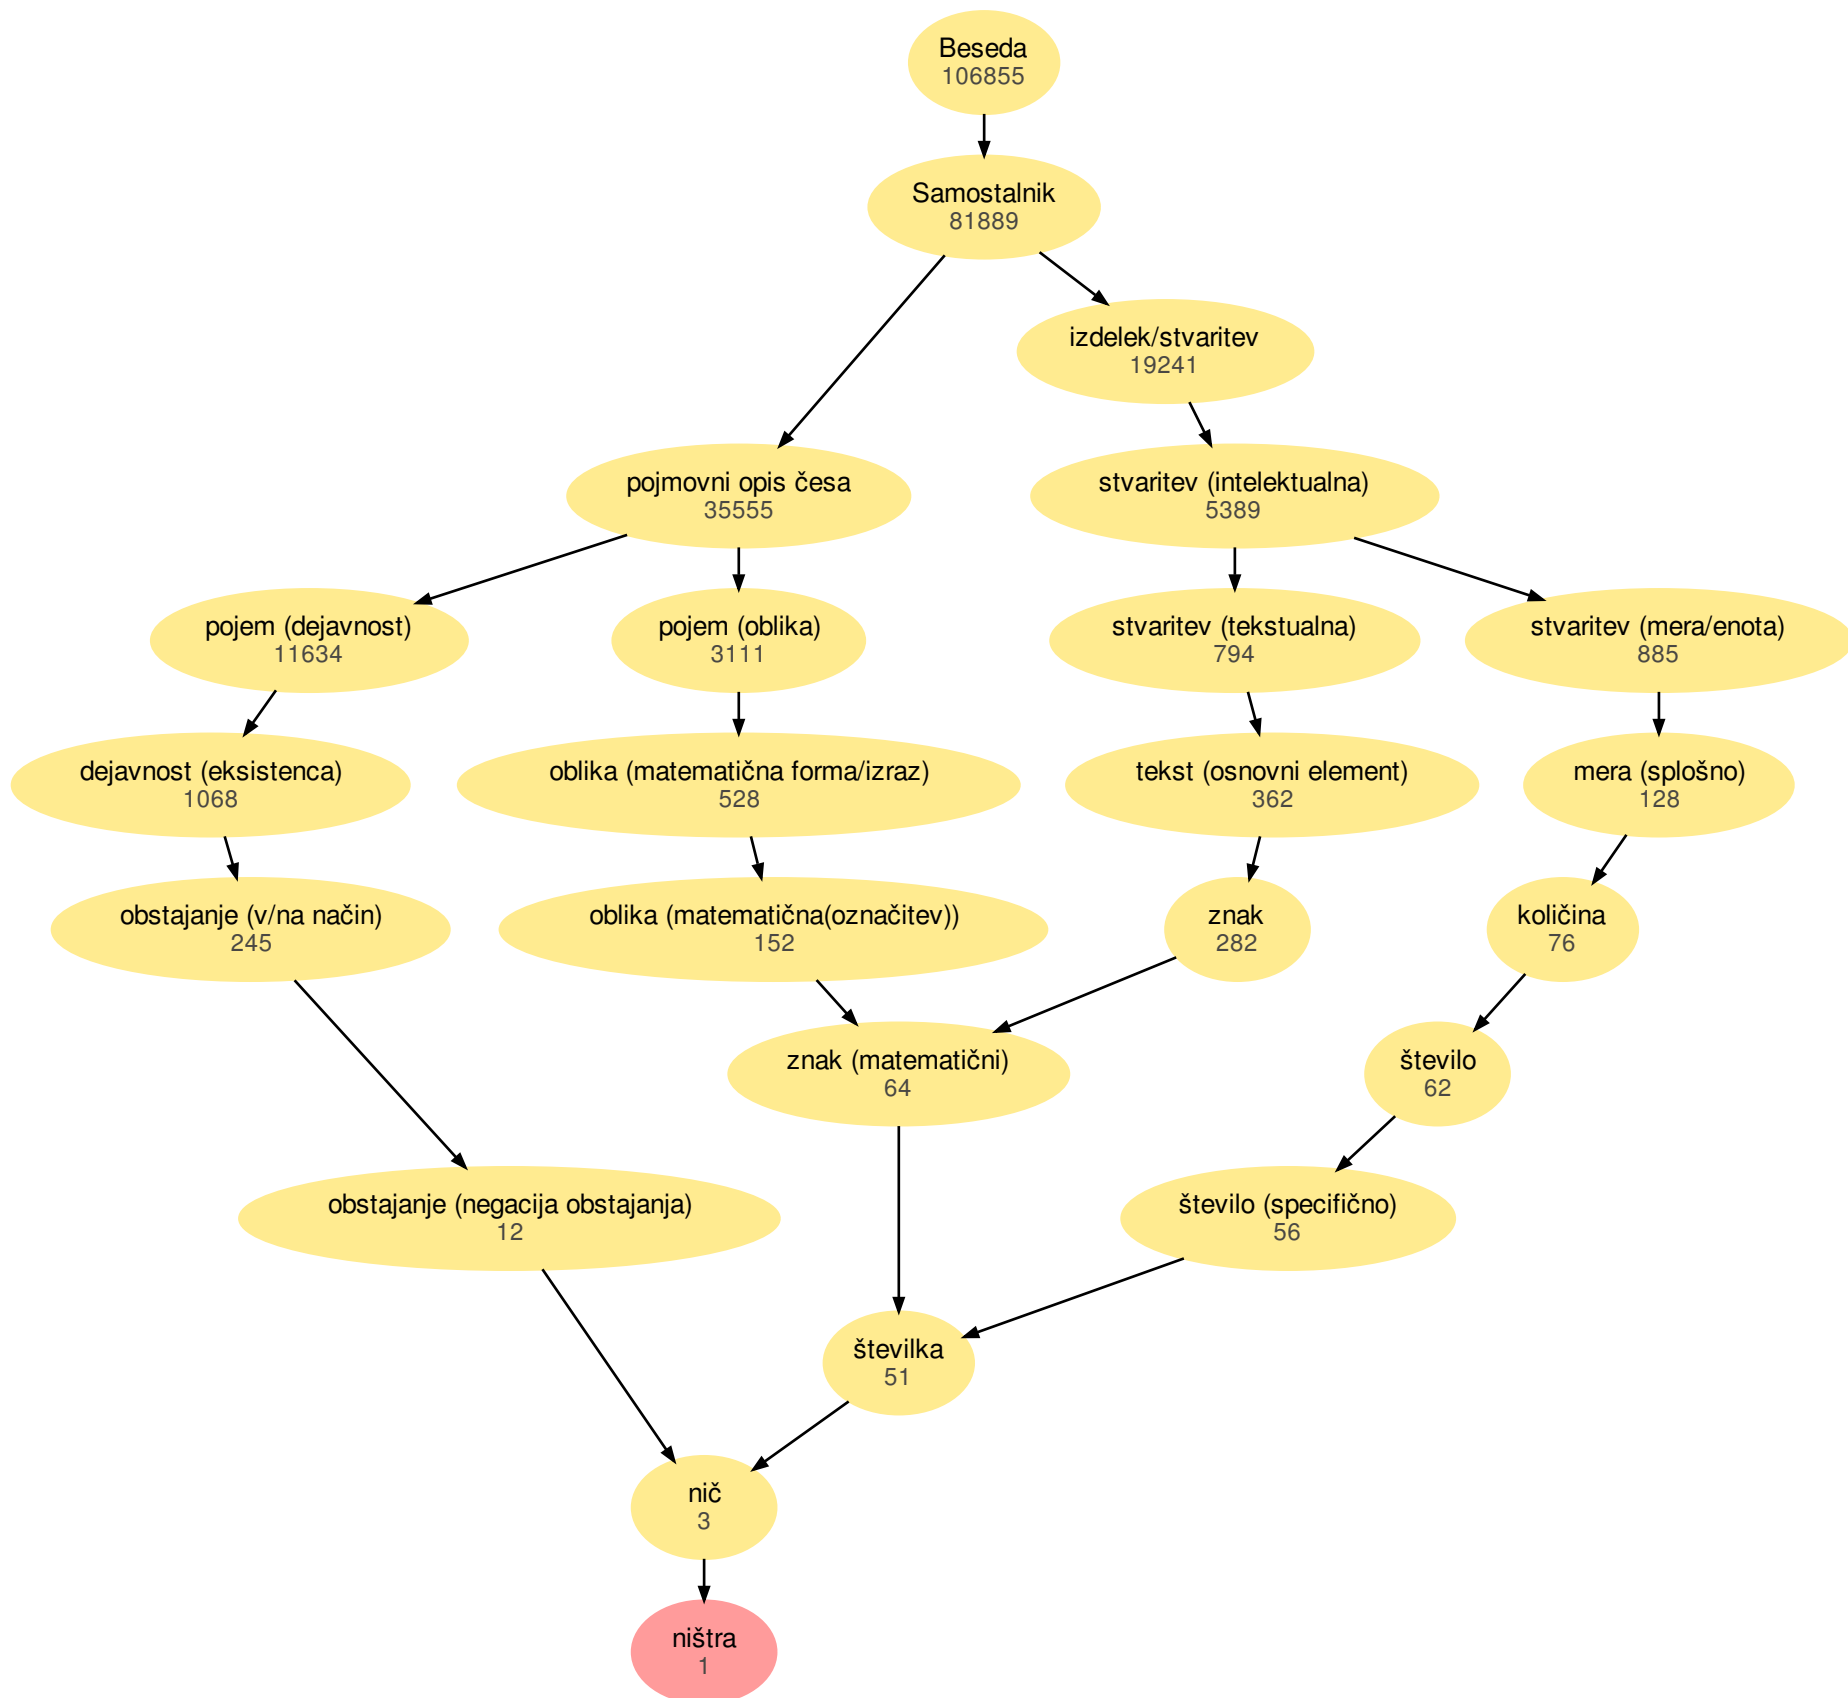 Beseda
106855
Samostalnik
81889
izdelek/stvaritev
19241
pojmovni opis česa
35555
stvaritev (intelektualna)
5389
pojem (dejavnost)
11634
pojem (oblika)
3111
stvaritev (tekstualna)
794
stvaritev (mera/enota)
885
dejavnost (eksistenca)
1068
oblika (matematična forma/izraz)
528
tekst (osnovni element)
362
mera (splošno)
128
obstajanje (v/na način)
245
oblika (matematična(označitev))
152
znak
282
količina
76
znak (matematični)
64
število
62
obstajanje (negacija obstajanja)
12
število (specifično)
56
številka
51
nič
3
ništra
1